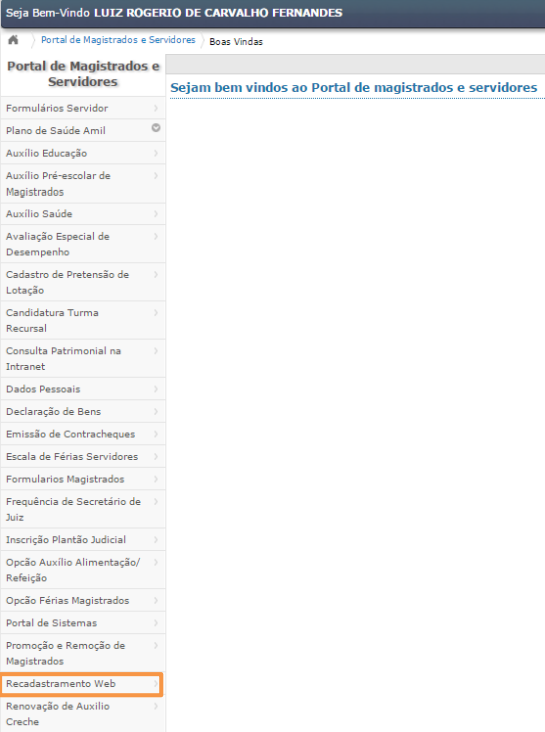 Seja Bem-Vindo LUIZ ROGERIO DE CARVALHO FERNANDES
Portal de Magistrados e Servidores Boas Vindas
Portal de Magistrados e
Servidores
Sejam bem vindos ao Portal de magistrados e servidores
Formulários Servidor
Plano de Saúde Amil
Auxílio Educação
Auxílio Pré-escolar de
Magistrados
Auxílio Saúde
Avaliação Especial de
Desempenho
Cadastro de Pretensão de
Lotação
Candidatura Turma
Recursal
Consulta Patrimonial na
Intranet
Dados Pessoais
Declaração de Bens
Emissão de Contracheques
Escala de Férias Servidores
Formularios Magistrados
Frequência de Secretário de
Juiz
Inscrição Plantão Judicial
Opcão Auxílio Alimentação/
Refeição
Opcão Férias Magistrados
Portal de Sistemas
Promoção e Remoção de
Magistrados
Recadastramento Web
Renovação de Auxilio
Creche